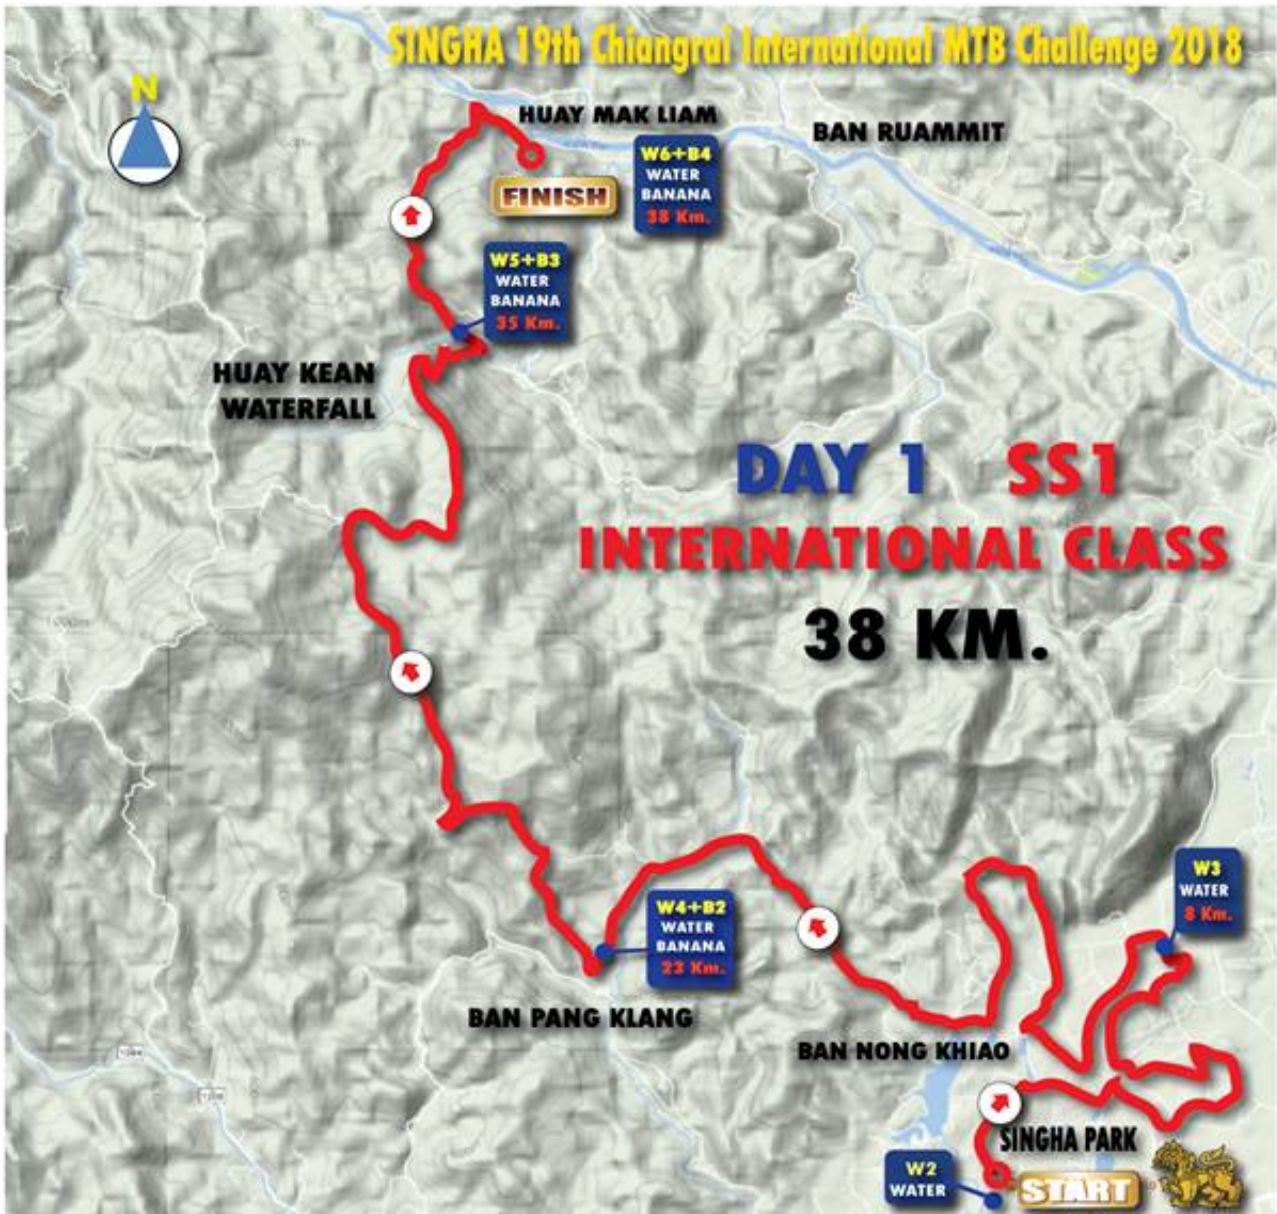 SINGHA 19th Chiangrai International MTB Challenge 2018
N
HUAY MAK LIAM
BAN RUAMMIT
W6+B4
WATER
BANANA
38 Km.
FINISH
W5+B3
WATER
BANANA
35 Km.
HUAY KEAN
WATERFALL
DAY 1 SS1
INTERNATIONAL CLASS
38 KM.
W3
WATER
8 Km.
W4+B2
WATER
BANANA
23 Km.
BAN PANG KLANG
BAN NONG KHIAO
SINGHA PARK
W2
WATER
START